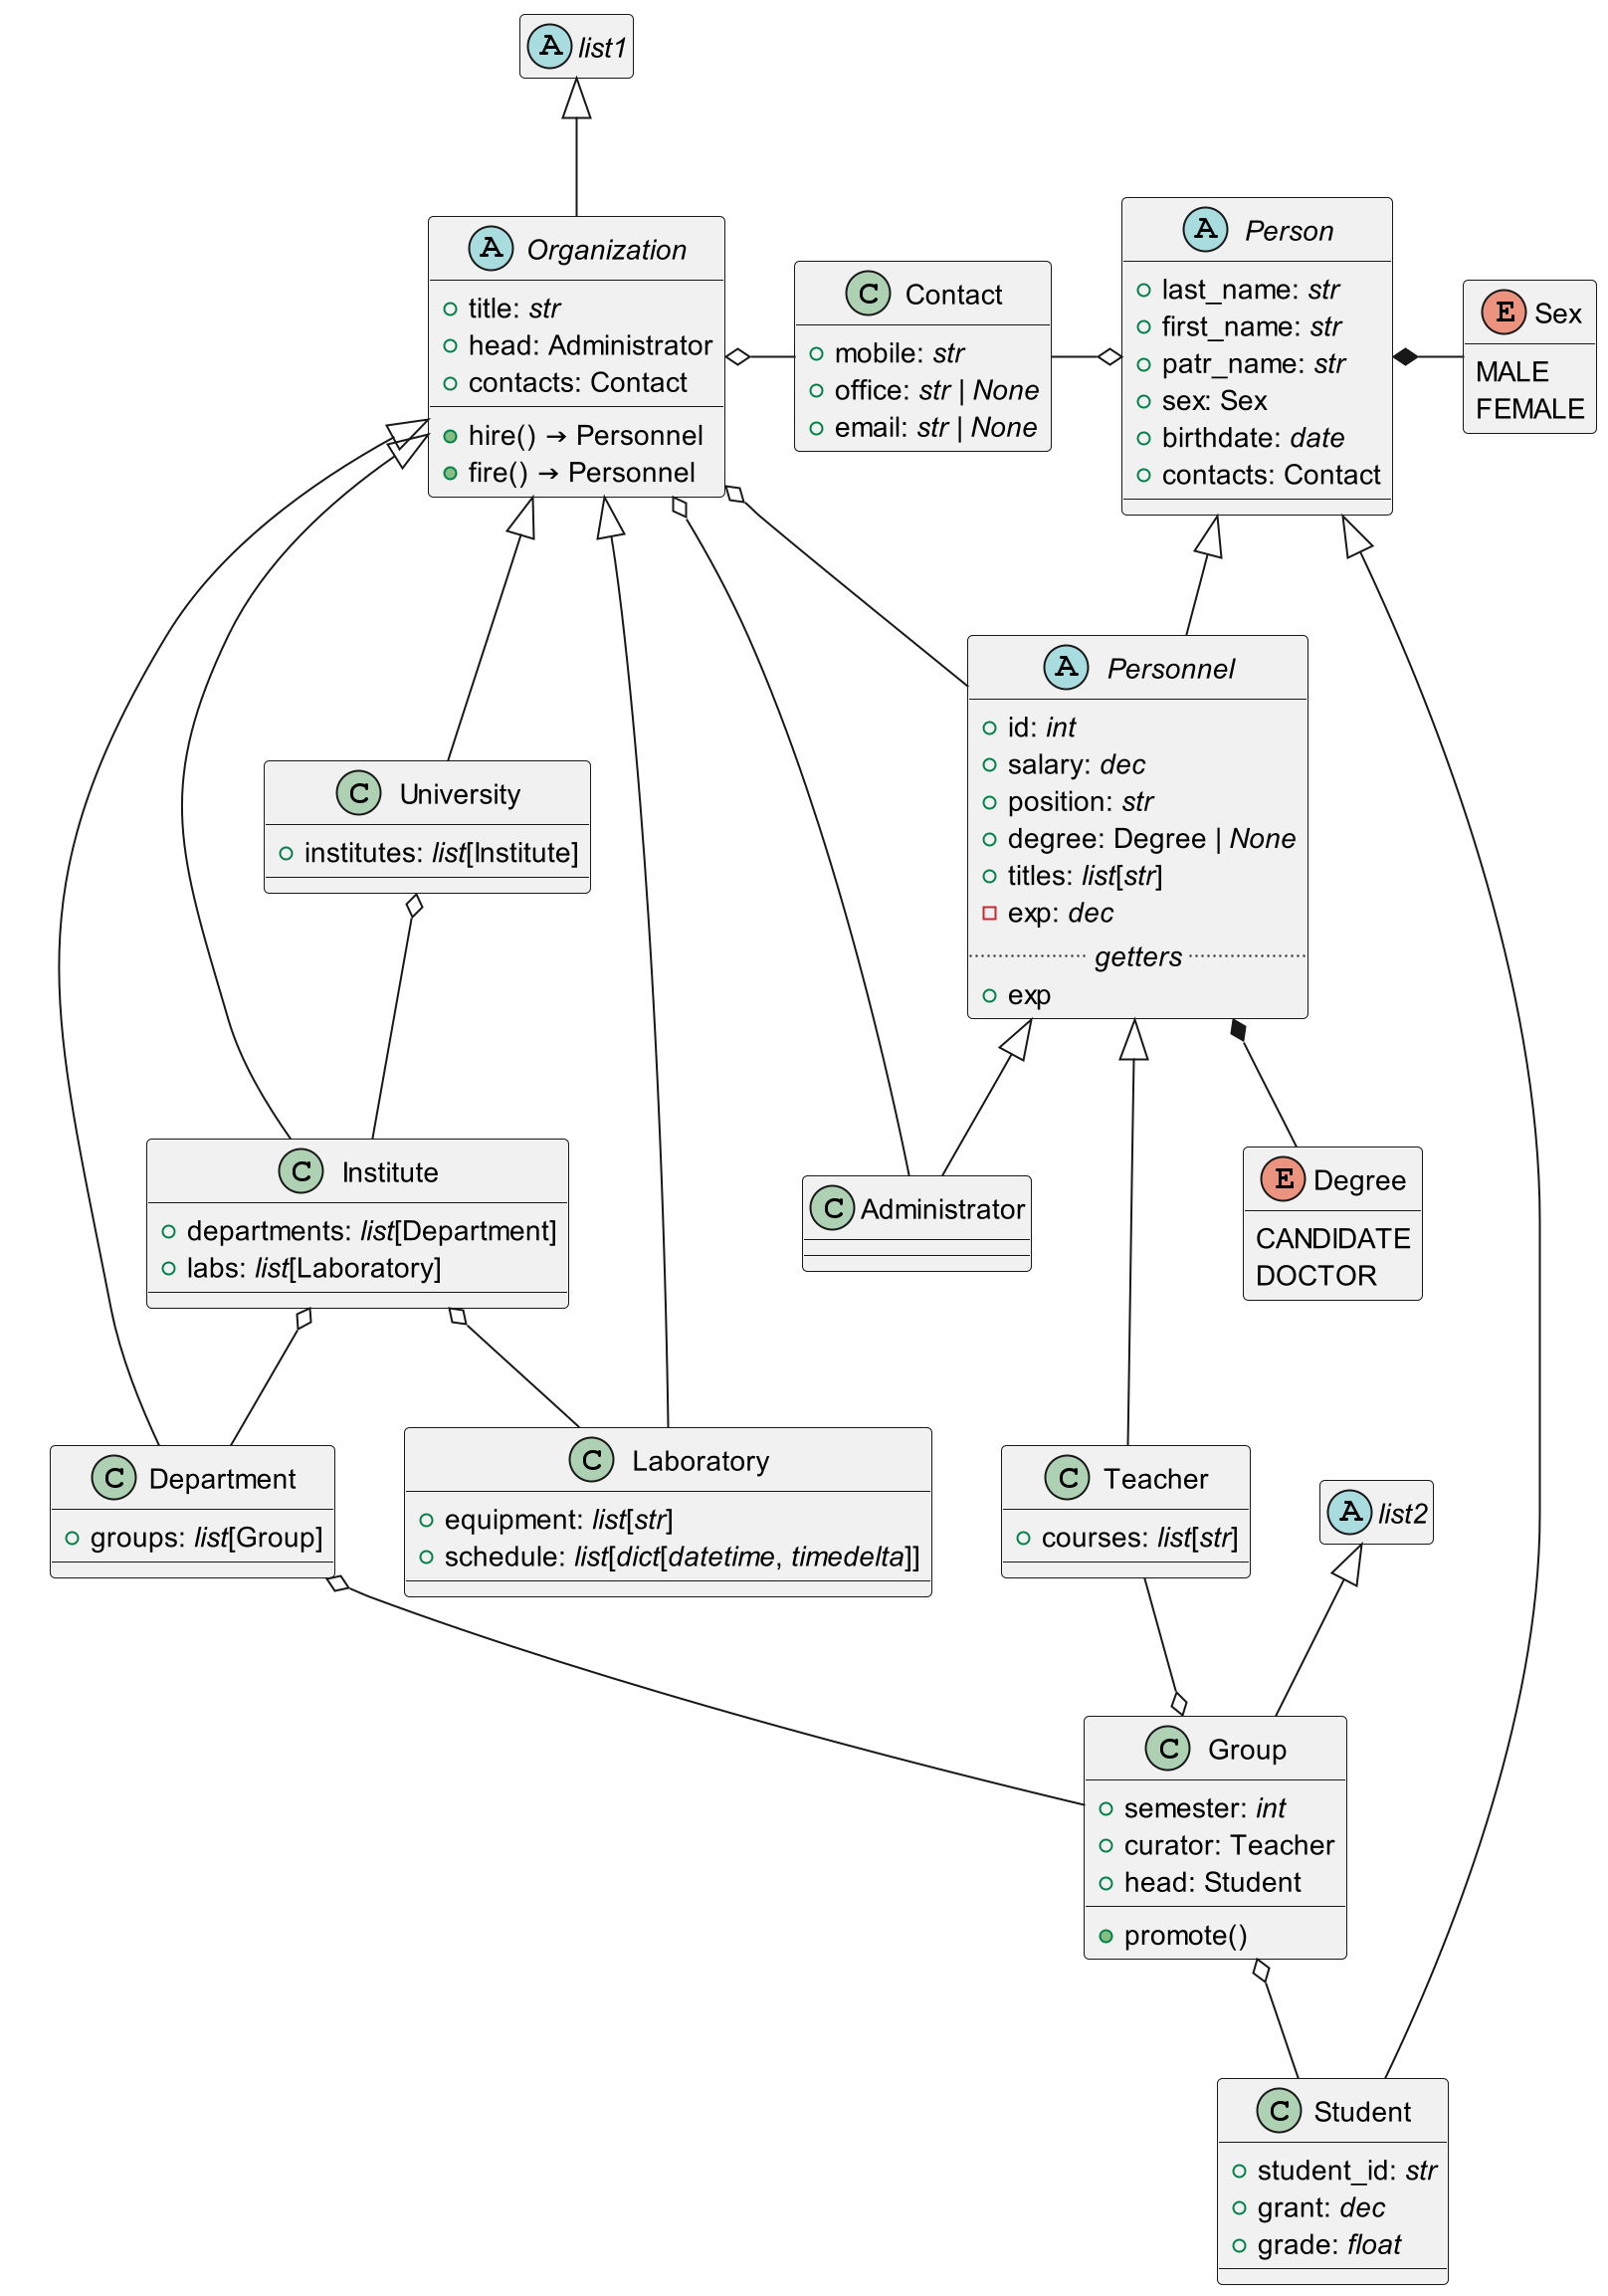 A list1
A Organization
title: str
head: Administrator
contacts: Contact
hire() → Personnel
fire() → Personnel
C Contact
mobile: str
office: str | None
email: str | None
A Person
last_name: str
first_name: str
patr_name: str
sex: Sex
birthdate: date
contacts: Contact
E Sex
MALE
FEMALE
A Personnel
id: int
salary: dec
position: str
degree: Degree | None
titles: list[str]
exp: dec
getters
exp
C University
institutes: list[Institute]
C Institute
departments: list[Department]
labs: list[Laboratory]
C Administrator
E Degree
CANDIDATE
DOCTOR
C Department
groups: list[Group]
C Laboratory
equipment: list[str]
schedule: list[dict[datetime, timedelta]]
C Teacher
courses: list[str]
A list2
C Group
semester: int
curator: Teacher
head: Student
promote()
C Student
student_id: str
grant: dec
grade: float